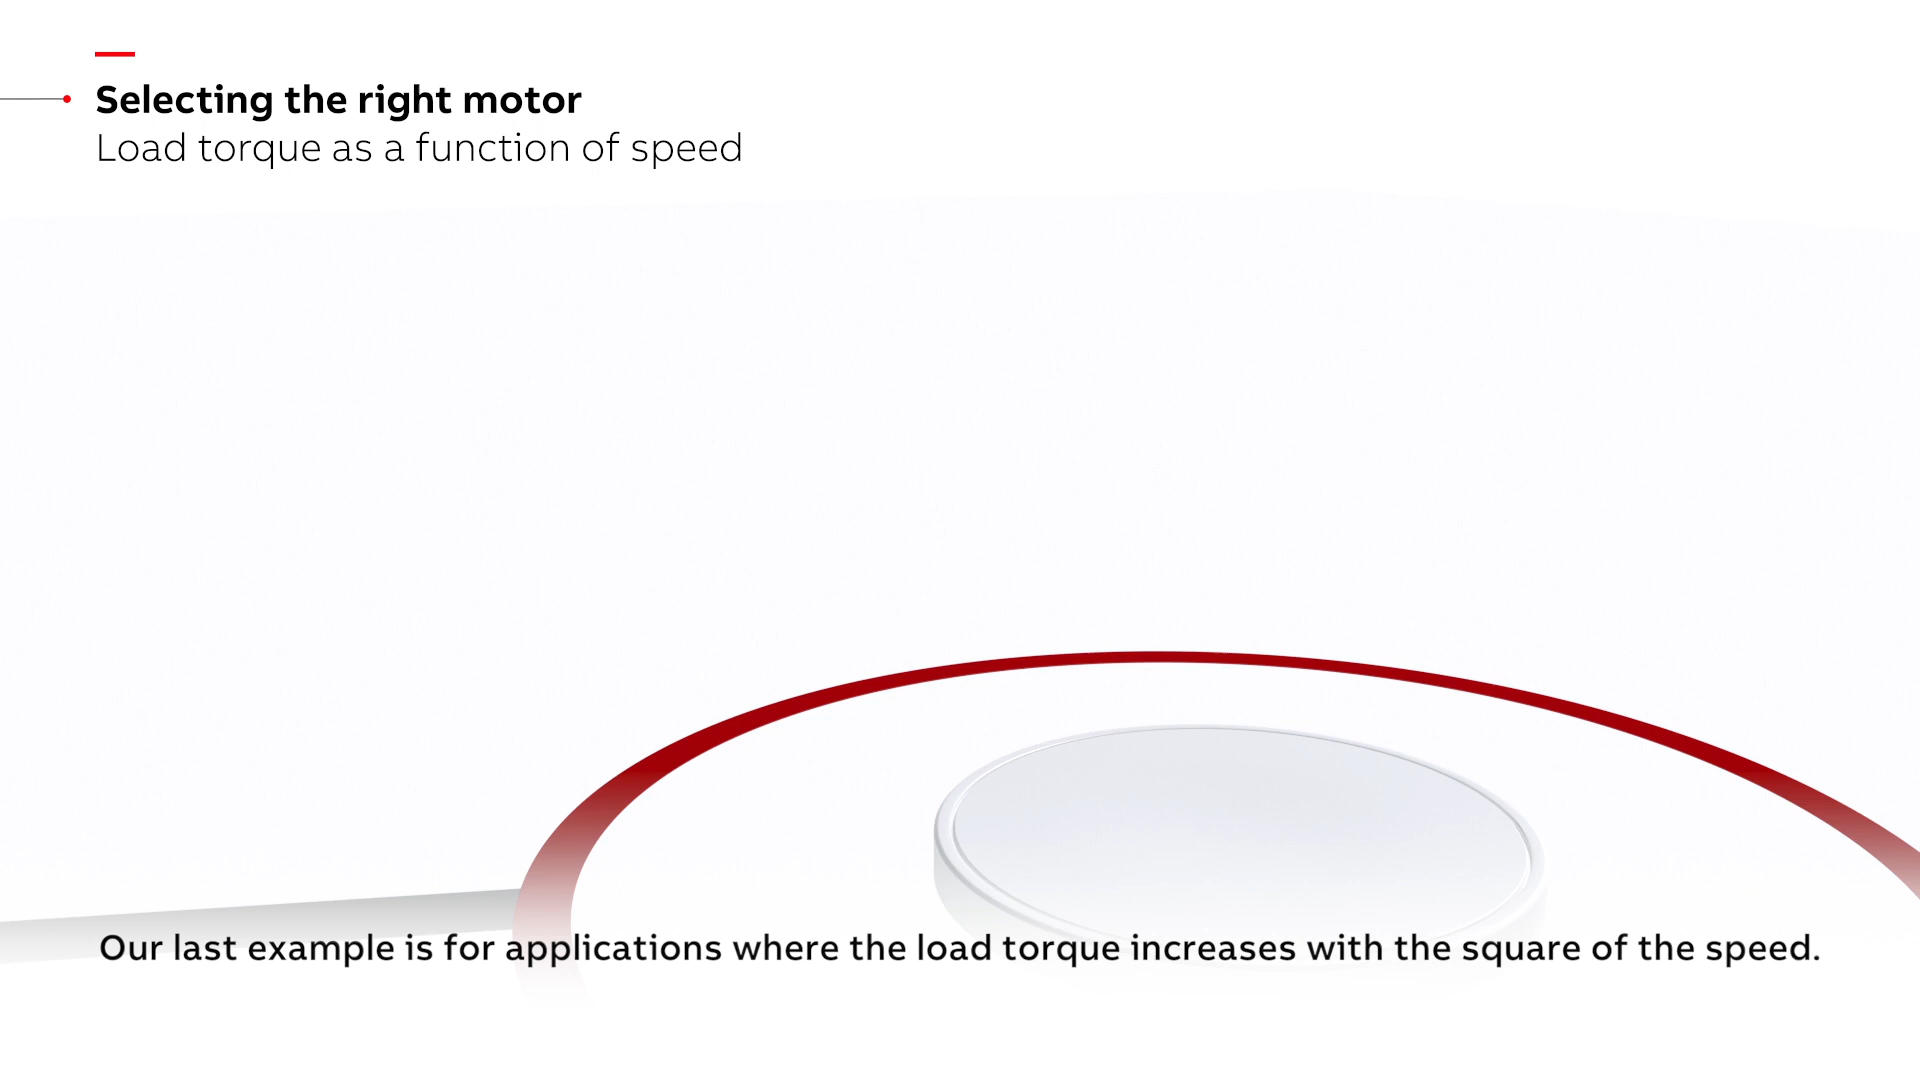 Selecting the right motor
Load torque as a function of speed
Our last example is for applications where the load torque increases with the square of the speed.